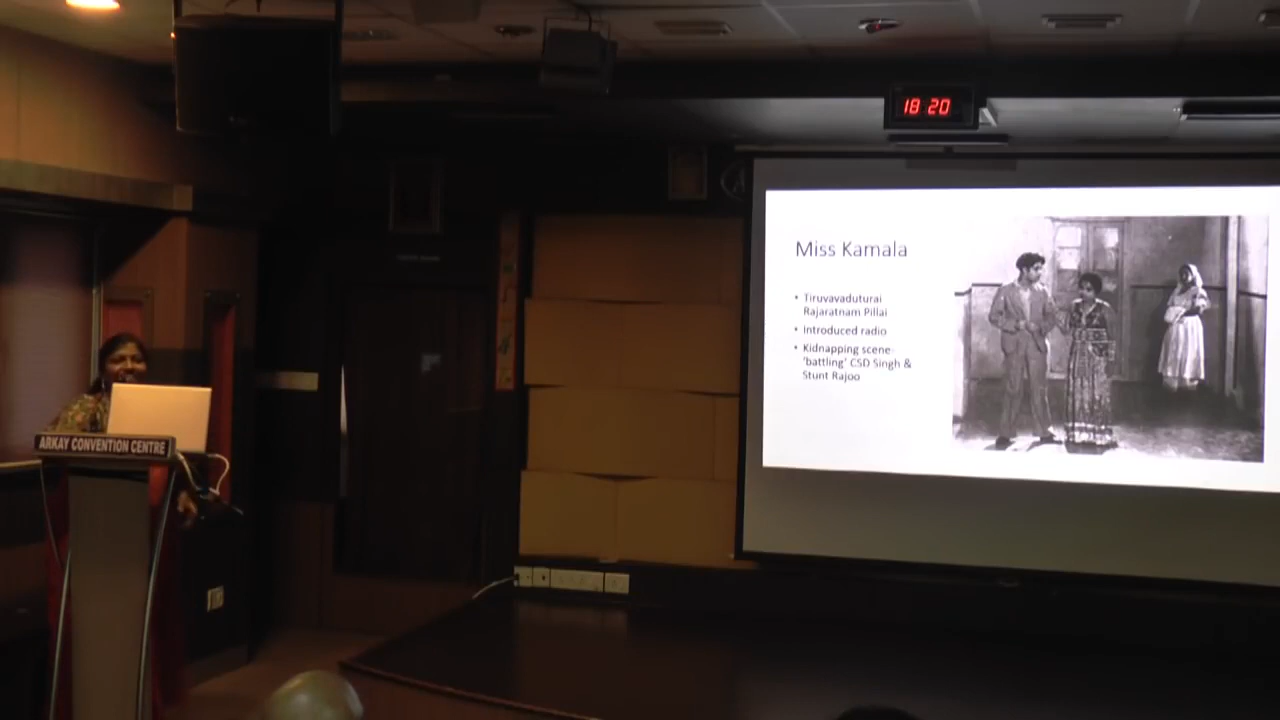 18 20
Miss Kamala
• Tiruvavaduturai
Rajaratnam Pillai
• Introduced radio
• Kidnapping scene-
'battling' CSD Singh &
Stunt Rajoo
ARKAY CONVENTION CENTRE